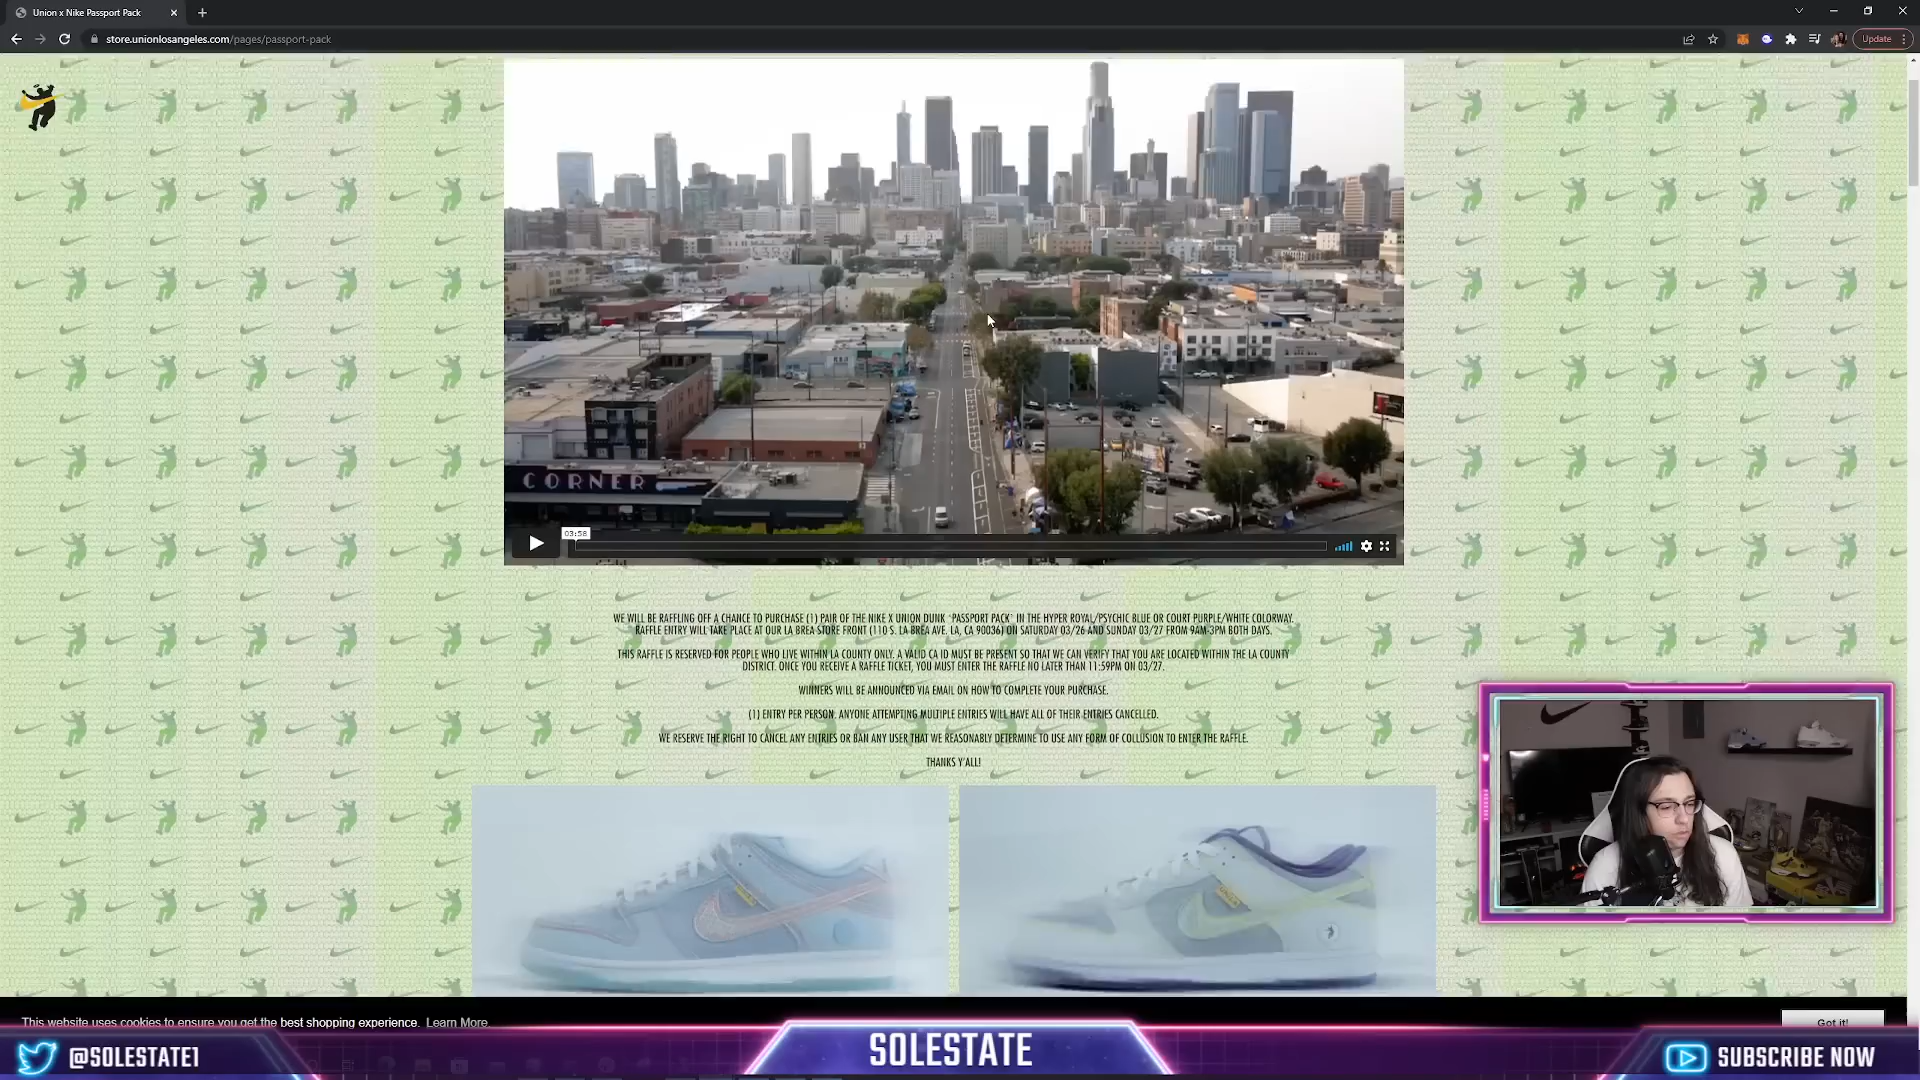 Union x Nike Passport Pack
store.unionlosangeles.com/pages/passport-pack
Update
CORNER
03:58
WE WILL BE RAFFLING OFF A CHANCE TO PURCHASE (1) PAIR OF THE NIKE X UNION DUNK `PASSPORT PACK` IN THE HYPER ROYAL/PSYCHIC BLUE OR COURT PURPLE/WHITE COLORWAY.
RAFFLE ENTRY WILL TAKE PLACE AT OUR LA BREA STORE FRONT (110 S. LA BREA AVE. LA, CA 90036) ON SATURDAY 03/26 AND SUNDAY 03/27 FROM 9AM-3PM BOTH DAYS.
THIS RAFFLE IS RESERVED FOR PEOPLE WHO LIVE WITHIN LA COUNTY ONLY. A VALID CA ID MUST BE PRESENT SO THAT WE CAN VERIFY THAT YOU ARE LOCATED WITHIN THE LA COUNTY
DISTRICT. ONCE YOU RECEIVE A RAFFLE TICKET, YOU MUST ENTER THE RAFFLE NO LATER THAN 11:59PM ON 03/27.
WINNERS WILL BE ANNOUNCED VIA EMAIL ON HOW TO COMPLETE YOUR PURCHASE.
(1) ENTRY PER PERSON. ANYONE ATTEMPTING MULTIPLE ENTRIES WILL HAVE ALL OF THEIR ENTRIES CANCELLED.
WE RESERVE THE RIGHT TO CANCEL ANY ENTRIES OR BAN ANY USER THAT WE REASONABLY DETERMINE TO USE ANY FORM OF COLLUSION TO ENTER THE RAFFLE.
THANKS Y'ALL!
This website uses cookies to ensure you get the best shopping experience. Learn More
Got it!
@SOLESTATE1
SOLESTATE
SUBSCRIBE NOW